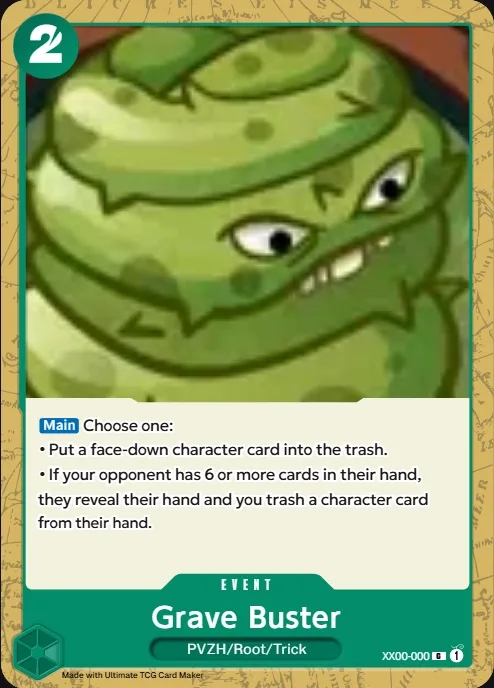 2
Main Choose one:
• Put a face-down character card into the trash.
• If your opponent has 6 or more cards in their hand,
they reveal their hand and you trash a character card
from their hand.
EVENT
Grave Buster
PVZH/Root/Trick
XX00-000 C 1
Made with Ultimate TCG Card Maker